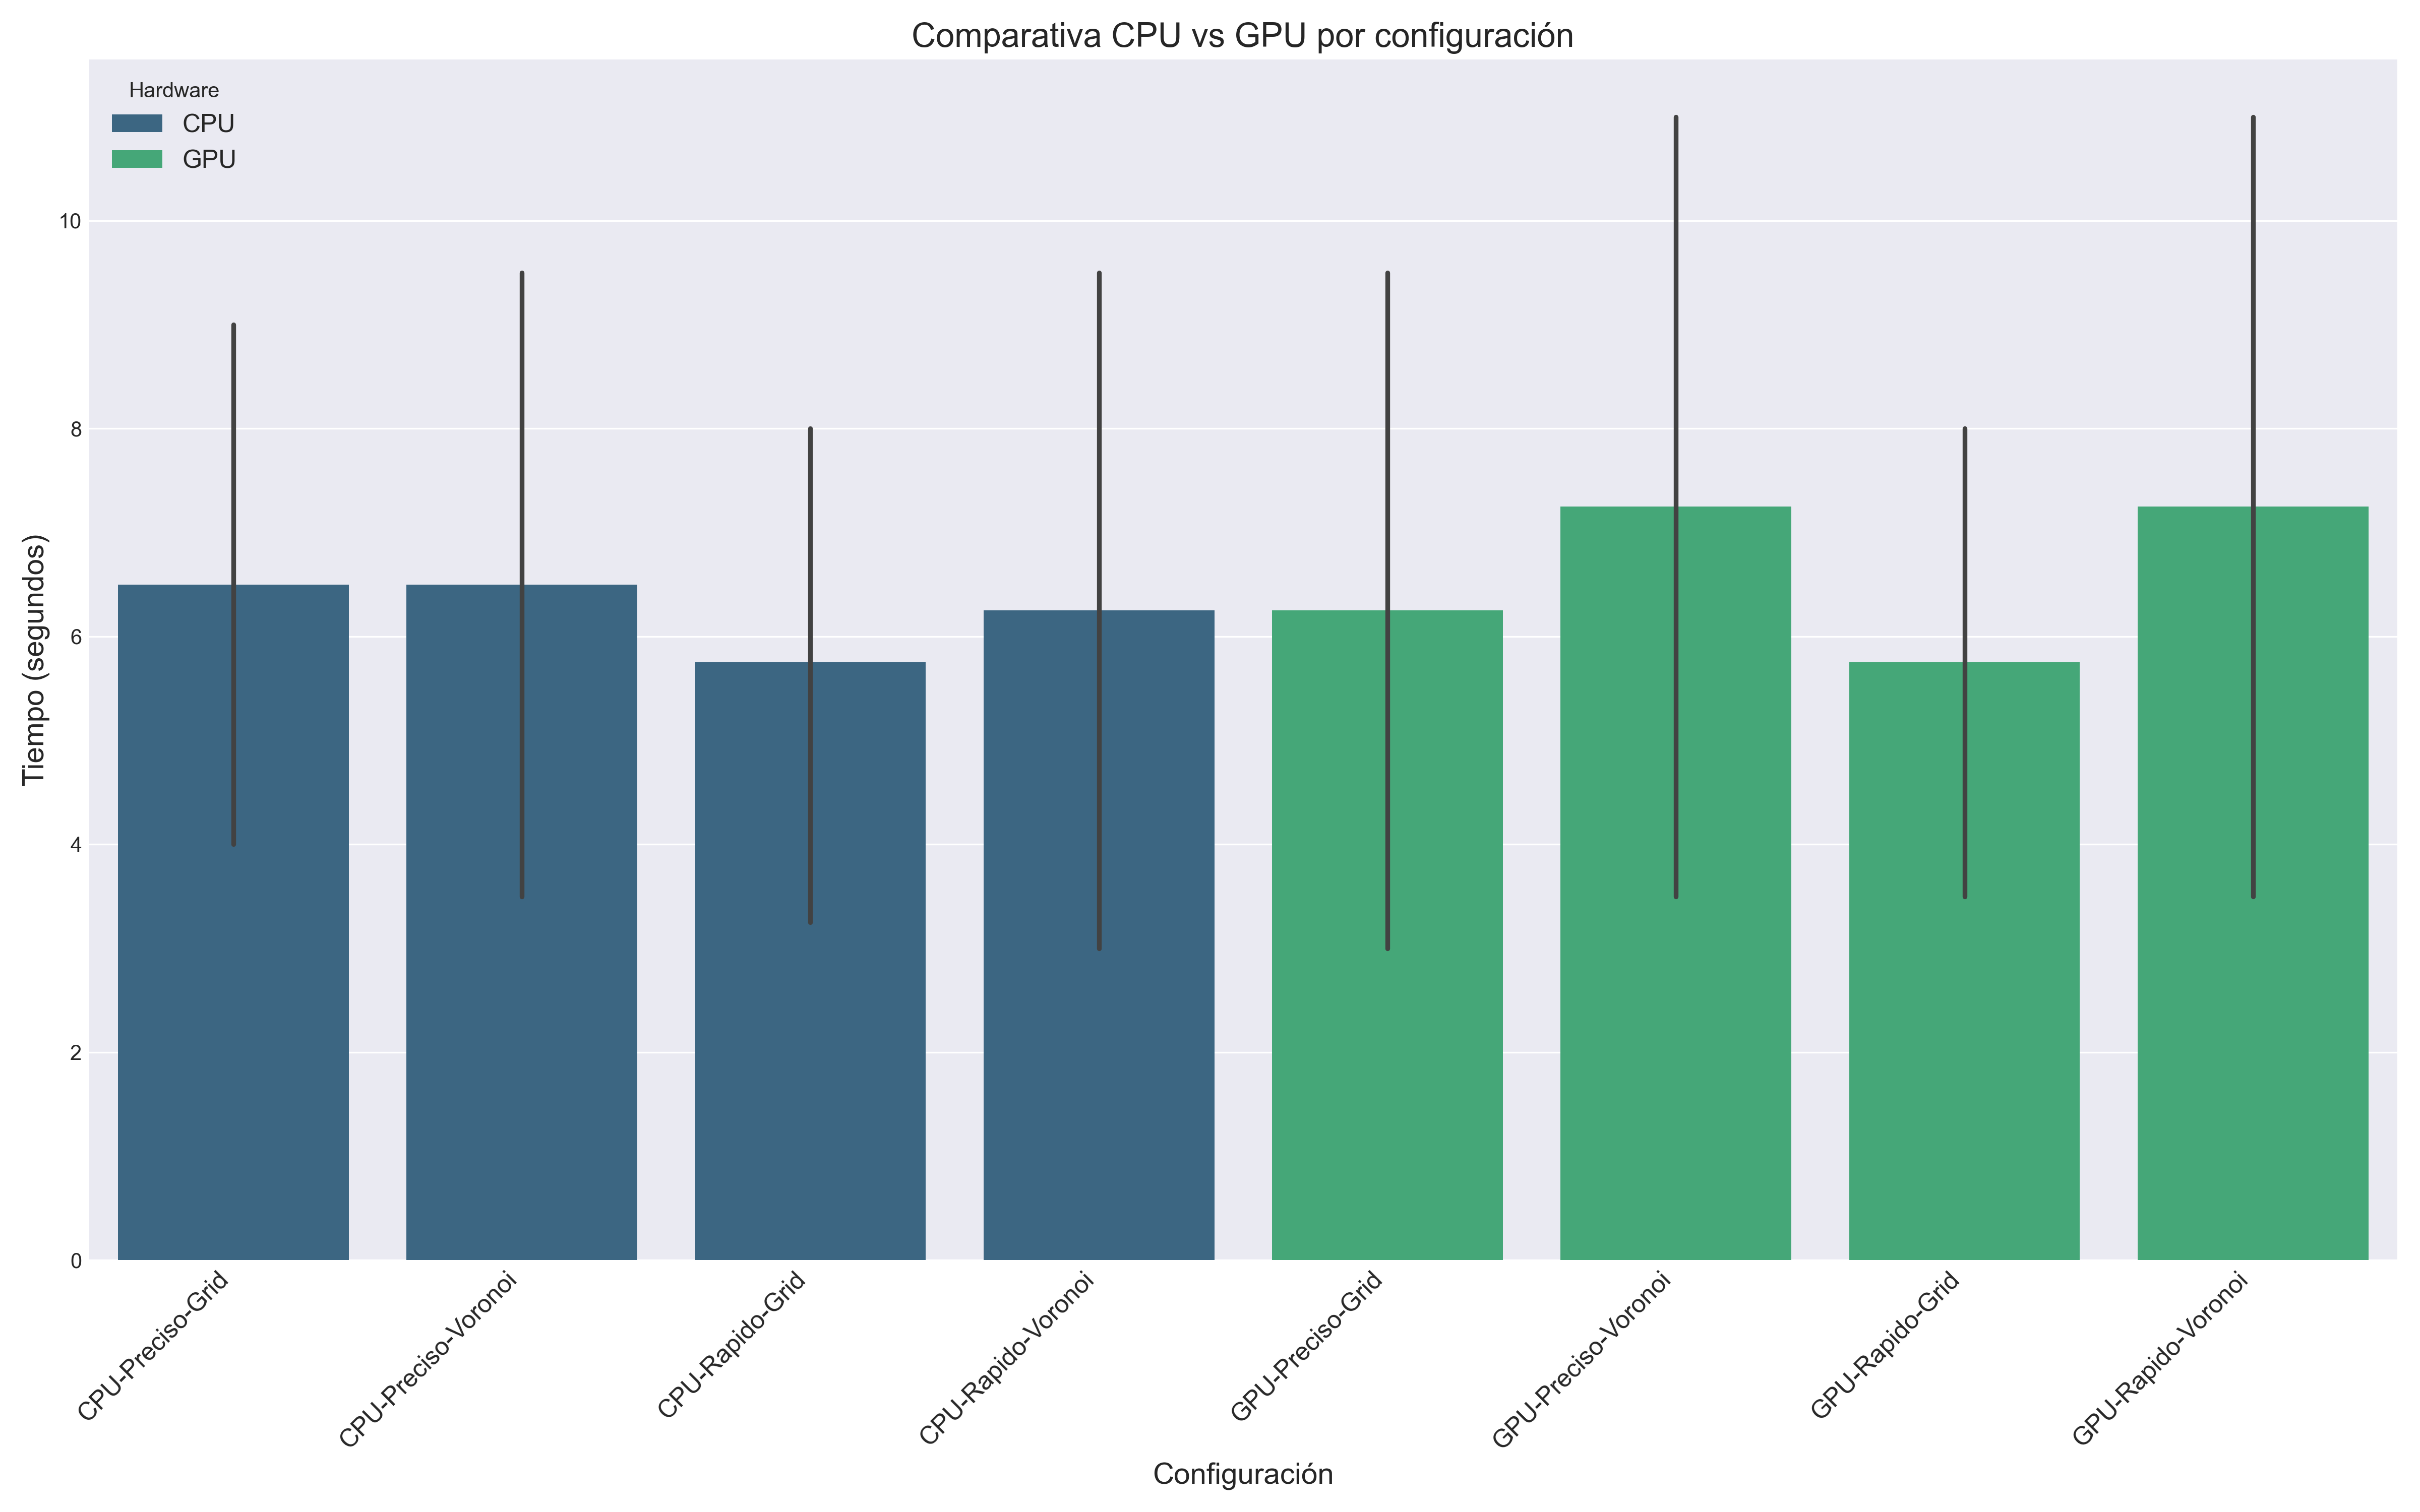 Comparativa CPU vs GPU por configuración
Hardware
CPU
GPU
10
8
6
4
2
0
Tiempo (segundos)
CPU-Preciso-Grid
CPU-Preciso-Voronoi
CPU-Rapido-Grid
CPU-Rapido-Voronoi
GPU-Preciso-Grid
GPU-Preciso-Voronoi
GPU-Rapido-Grid
GPU-Rapido-Voronoi
Configuración